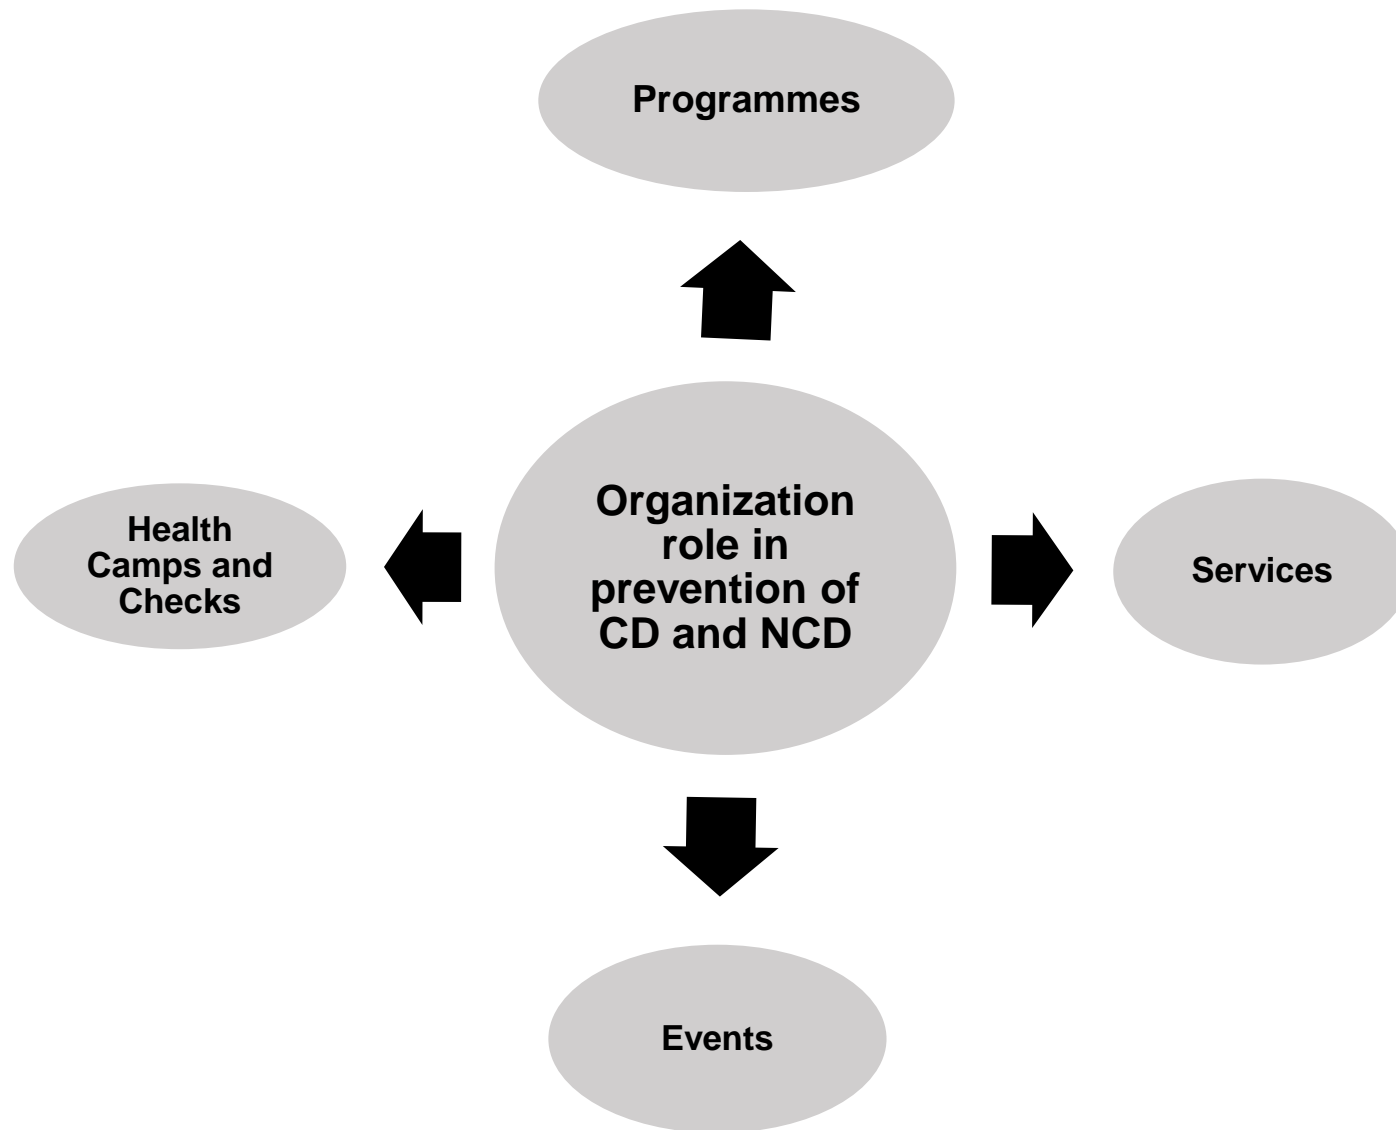 Programmes
Organization
role in
prevention of
CD and NCD
Health
Camps and
Checks
Services
Events